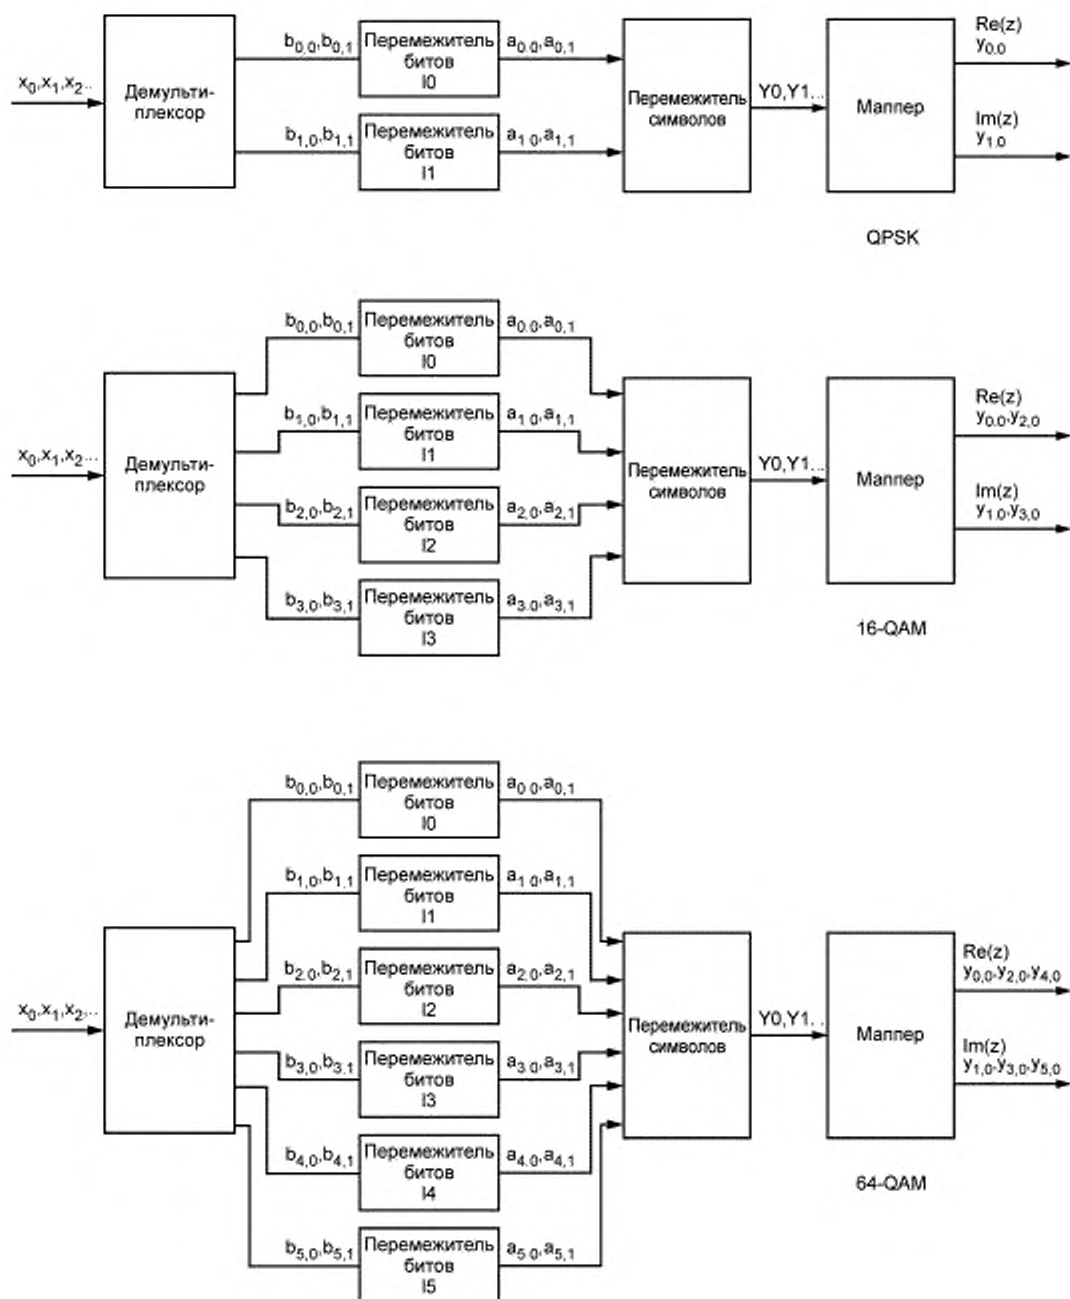 x0,x1,x2...
Демульти-
плексор
b0,0,b0,1
Перемежитель
битов
I0
a0.0,a0,1
b1,0,b1,1
Перемежитель
битов
I1
a1 0,a1,1
Перемежитель
символов
Y0,Y1...
Маппер
Re(z)
y0,0
Im(z)
y1,0
QPSK
x0,x1,x2...
Демульти-
плексор
b0,0,b0,1
Перемежитель
битов
I0
a0.0,a0,1
b1,0,b1,1
Перемежитель
битов
I1
a1 0,a1,1
b2,0,b2,1
Перемежитель
битов
I2
a2,0,a2,1
b3,0,b3,1
Перемежитель
битов
I3
a3.0,a3,1
Перемежитель
символов
Y0,Y1...
Маппер
Re(z)
y0.0,y2,0
Im(z)
y1,0,y3,0
16-QAM
x0,x1,x2...
Демульти-
плексор
b0,0,b0,1
Перемежитель
битов
I0
a0 0,a0,1
b1,0,b1,1
Перемежитель
битов
I1
a1 0,a1,1
b2.0,b2,1
Перемежитель
битов
I2
a2.0,a2,1
b3,0,b3,1
Перемежитель
битов
I3
a3.0,a3,1
b4,0,b4,1
Перемежитель
битов
I4
a4.0,a4,1
b5,0,b5,1
Перемежитель
битов
I5
a5 0,a5,1
Перемежитель
символов
Y0,Y1...
Маппер
Re(z)
y0,0,y2,0,y4,0
Im(z)
y1,0,y3,0,y5,0
64-QAM